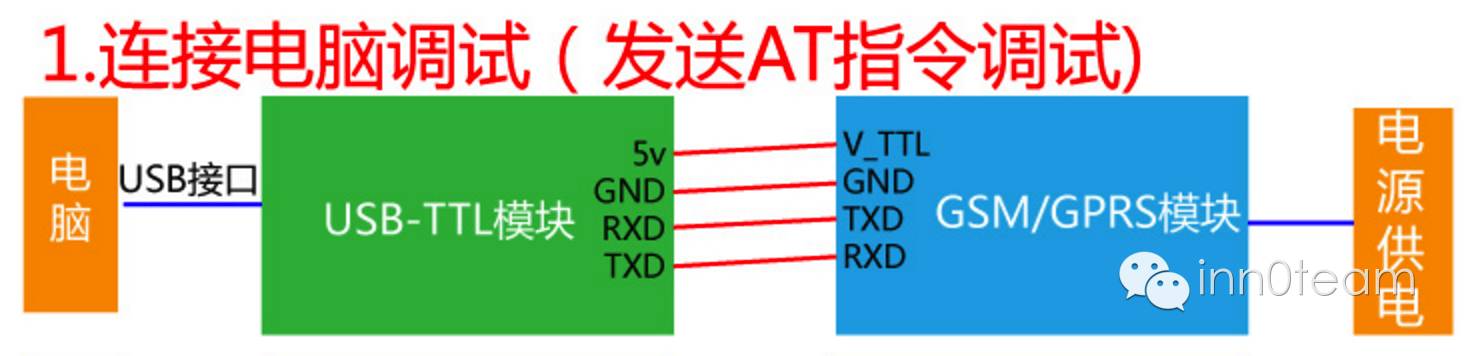 1.连接电脑调试（发送AT指令调试)
电脑
USB接口
USB-TTL模块
5v
GND
RXD
TXD
V_TTL
GND
TXD
RXD
GSM/GPRS模块
电源供电
inn0team